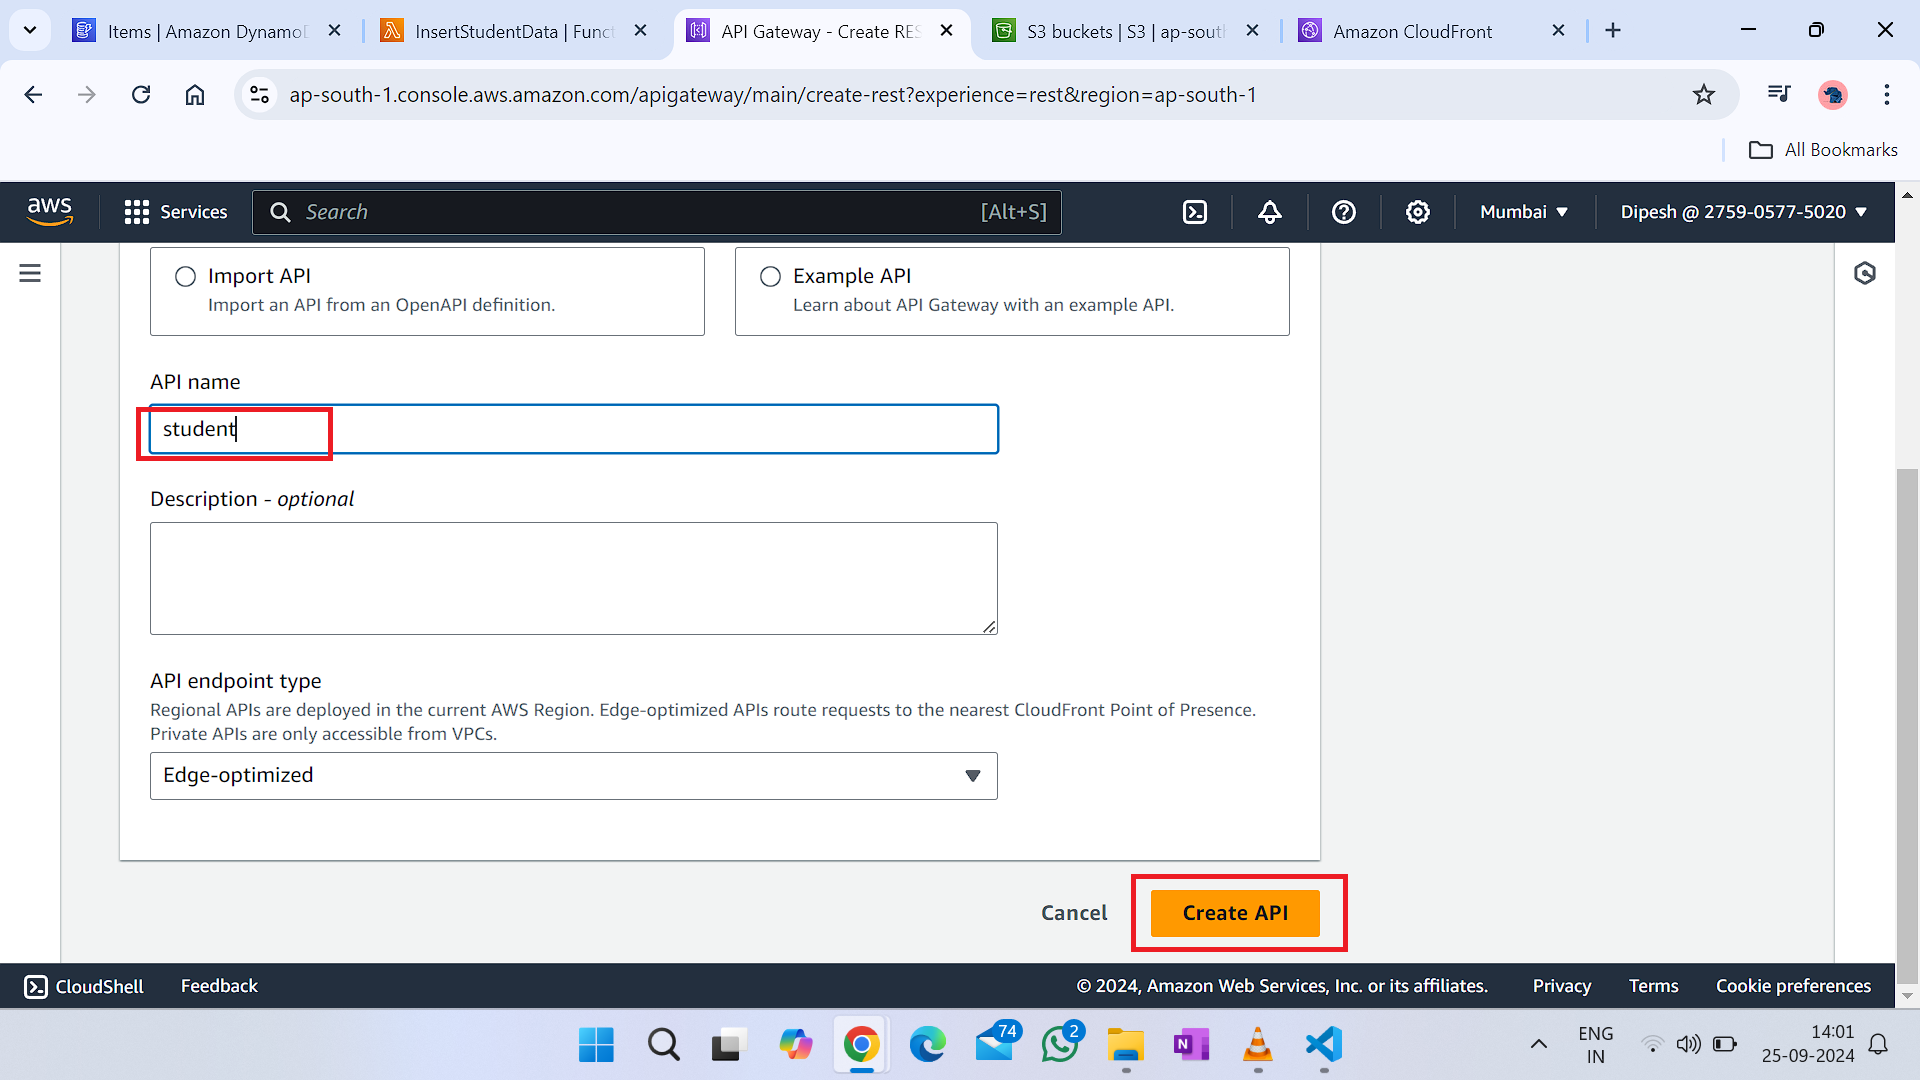 Items | Amazon Dynamo
InsertStudentData | Funct
API Gateway - Create RES
S3 buckets | S3 | ap-sout
Amazon CloudFront
ap-south-1.console.aws.amazon.com/apigateway/main/create-rest?experience=rest&region=ap-south-1
All Bookmarks
aws
Services
Search
[Alt+S]
Mumbai
Dipesh @ 2759-0577-5020
Import API
Import an API from an OpenAPI definition.
Example API
Learn about API Gateway with an example API.
API name
student
Description - optional
API endpoint type
Regional APIs are deployed in the current AWS Region. Edge-optimized APIs route requests to the nearest CloudFront Point of Presence.
Private APIs are only accessible from VPCs.
Edge-optimized
Cancel
Create API
CloudShell
Feedback
© 2024, Amazon Web Services, Inc. or its affiliates.
Privacy
Terms
Cookie preferences
74
2
N
ENG
IN
14:01
25-09-2024